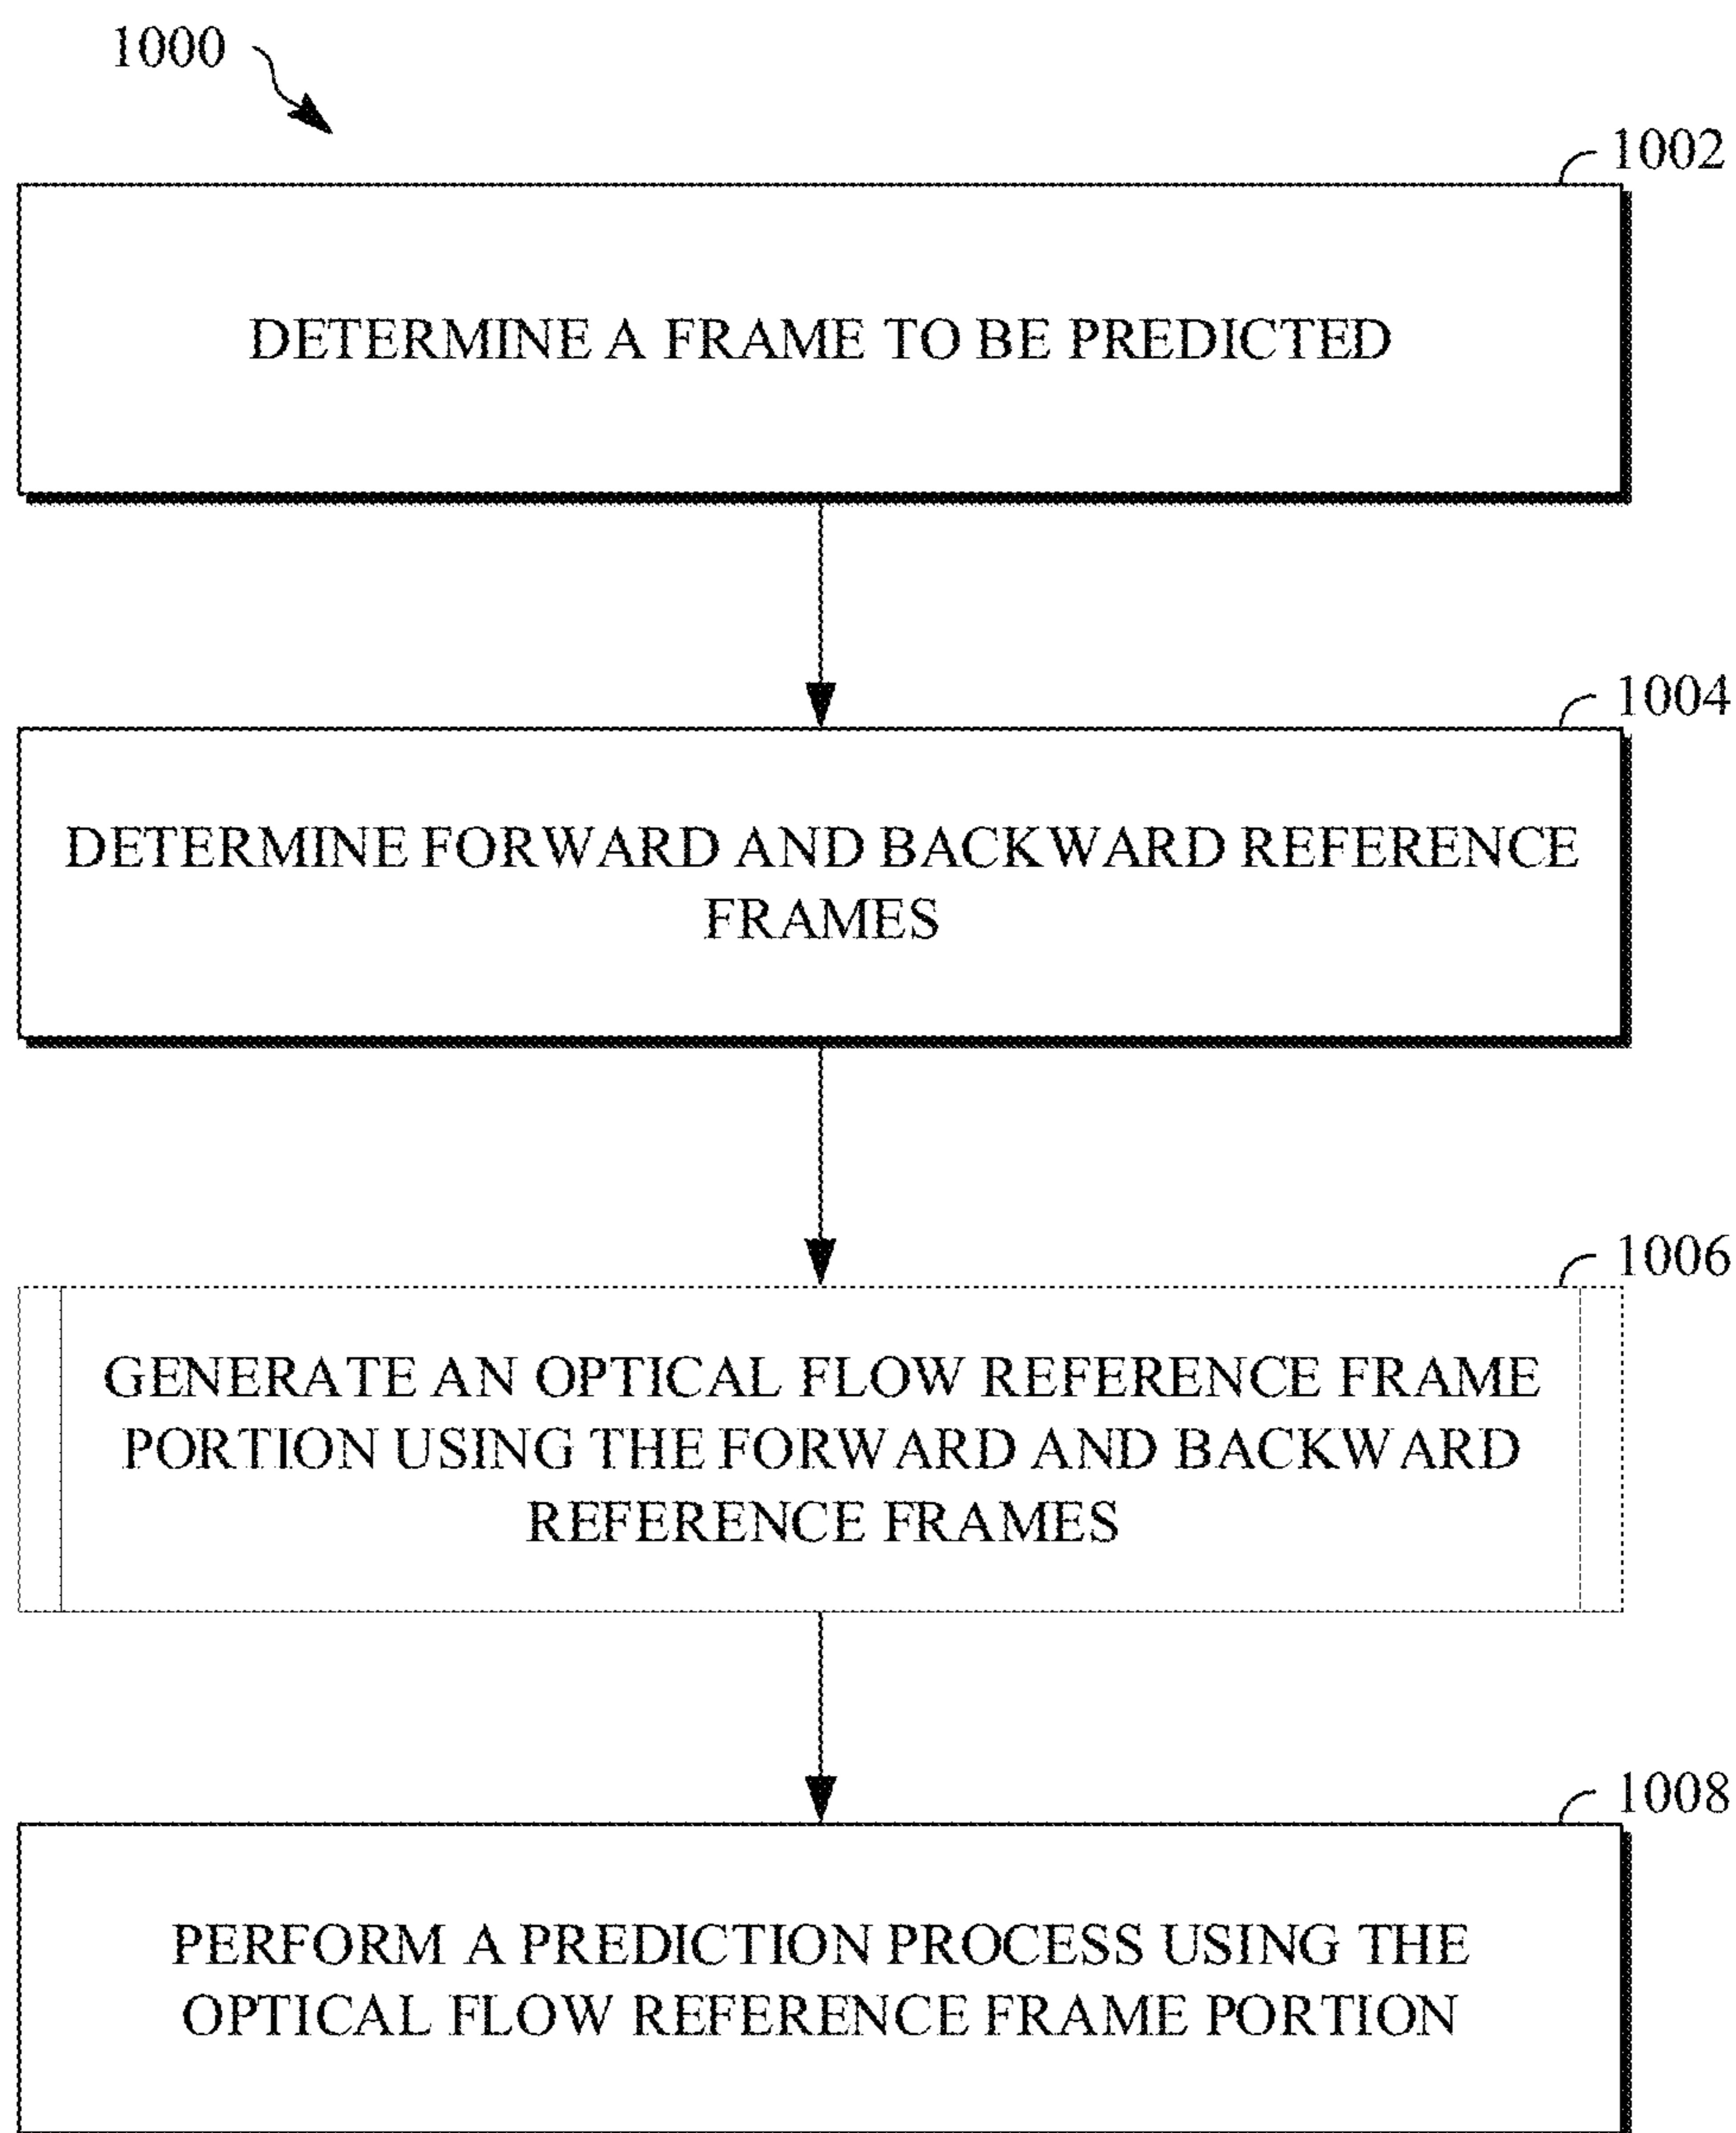 1000
1002
DETERMINE A FRAME TO BE PREDICTED
1004
DETERMINE FORWARD AND BACKWARD REFERENCE
FRAMES
1006
GENERATE AN OPTICAL FLOW REFERENCE FRAME
PORTION USING THE FORWARD AND BACKWARD
REFERENCE FRAMES
1008
PERFORM A PREDICTION PROCESS USING THE
OPTICAL FLOW REFERENCE FRAME PORTION